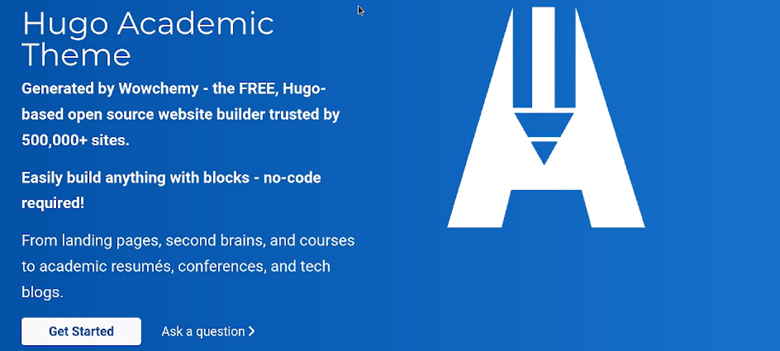 Hugo Academic
Theme
Generated by Wowchemy - the FREE, Hugo-
based open source website builder trusted by
500,000+ sites.
Easily build anything with blocks - no-code
required!
From landing pages, second brains, and courses
to academic resumés, conferences, and tech
blogs.
Get Started
Ask a question